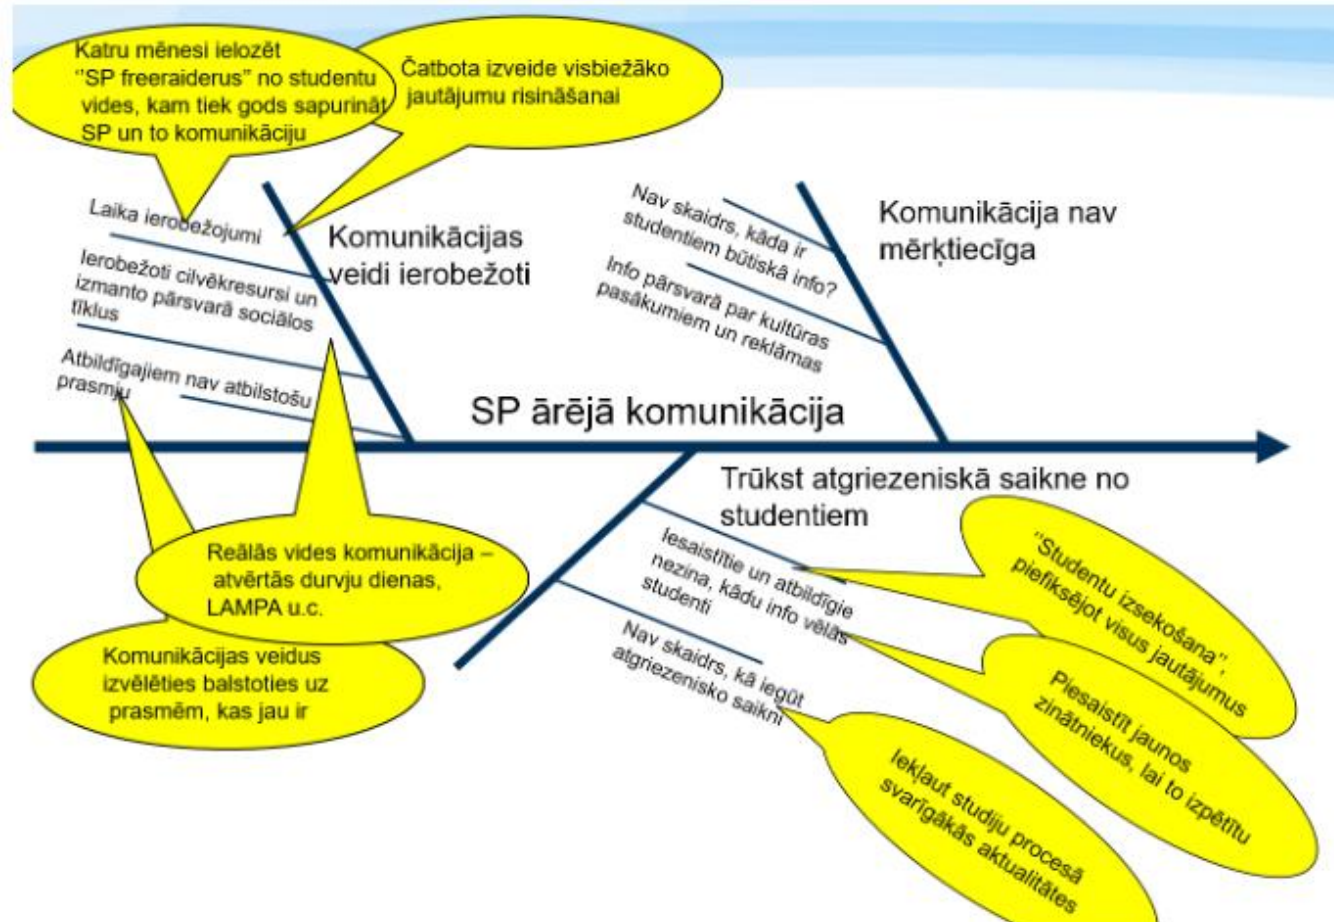 Katru mēnesi ielozēt
"SP freeraiderus" no studentu
vides, kam tiek gods sapurināt
SP un to komunikāciju
Čatbota izveide visbiežāko
jautājumu risināšanai
Laika ierobežojumi
Ierobežoti cilvēkresursi un
izmanto pārsvarā sociālos
tīklus
Atbildīgajiem nav atbilstošu
prasmju
Komunikācijas
veidi ierobežoti
Nav skaidrs, kāda ir
studentiem būtiskā info?
Info pārsvarā par kultūras
pasākumiem un reklāmas
Komunikācija nav
mērķtiecīga
SP ārējā komunikācija
Trūkst atgriezeniskā saikne no
studentiem
Iesaistītie un atbildīgie
nezina, kādu info vēlās
studenti
Nav skaidrs, kā iegūt
atgriezenisko saikni
Reālās vides komunikācija –
atvērtās durvju dienas,
LAMPA u.c.
Komunikācijas veidus
izvēlēties balstoties uz
prasmēm, kas jau ir
"Studentu izsekošana",
piefiksējot visus jautājumus
Piesaistīt jaunos
zinātniekus, lai to izpētītu
Iekļaut studiju procesā
svarīgākās aktualitātes